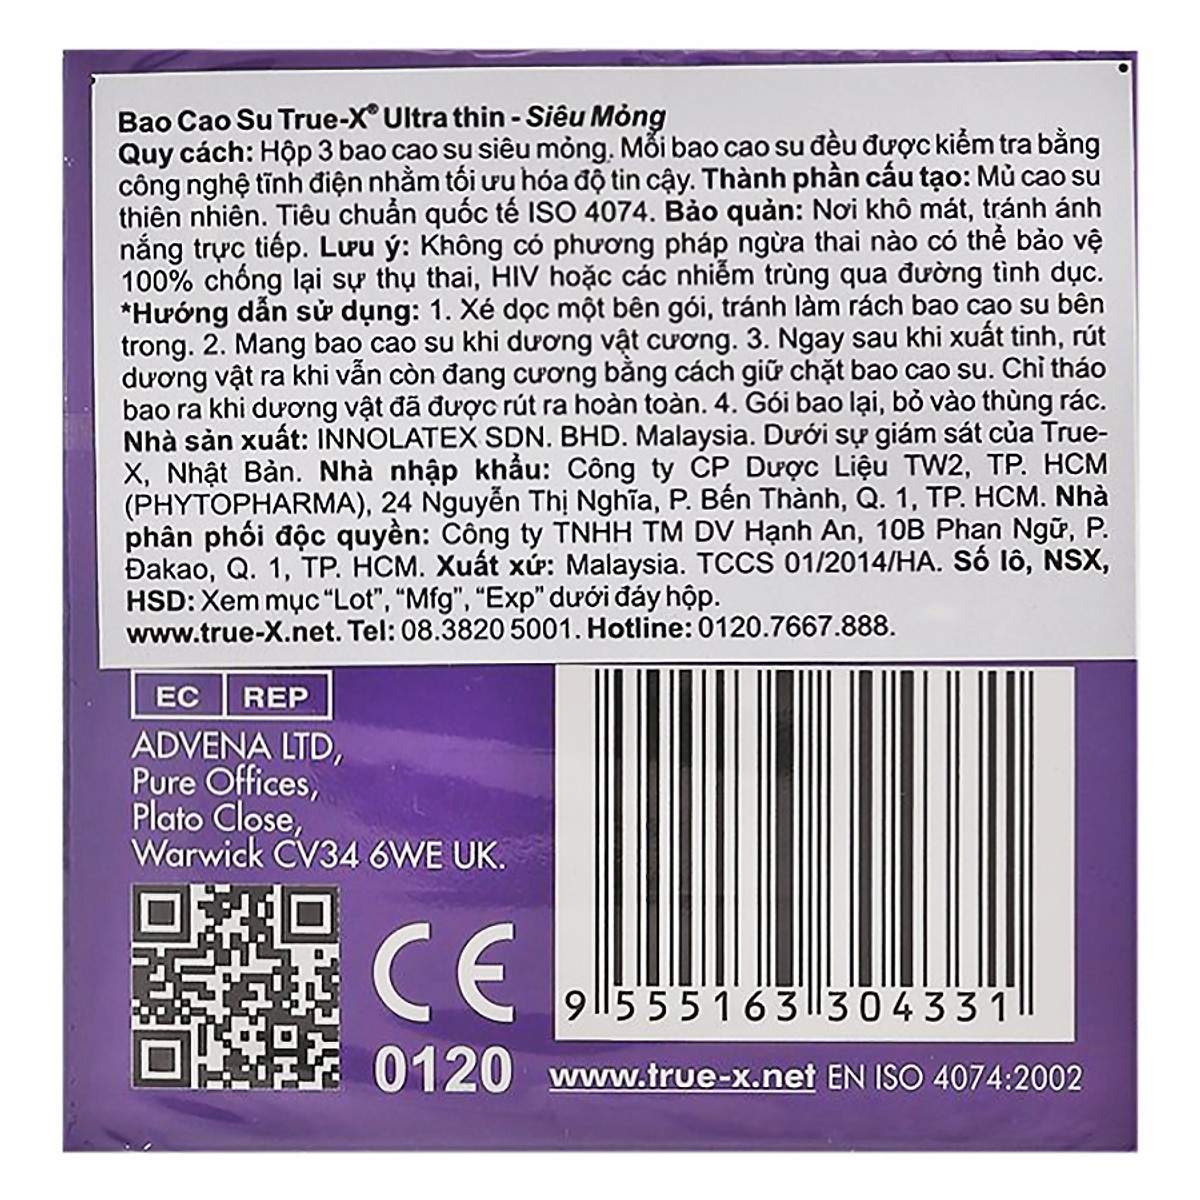 Bao Cao Su True-X® Ultra thin - Siêu Mỏng
Quy cách: Hộp 3 bao cao su siêu mỏng. Mỗi bao cao su đều được kiểm tra bằng
công nghệ tĩnh điện nhằm tối ưu hóa độ tin cậy. Thành phần cấu tạo: Mủ cao su
thiên nhiên. Tiêu chuẩn quốc tế ISO 4074. Bảo quản: Nơi khô mát, tránh ánh
nắng trực tiếp. Lưu ý: Không có phương pháp ngừa thai nào có thể bảo vệ
100% chống lại sự thụ thai, HIV hoặc các nhiễm trùng qua đường tình dục.
*Hướng dẫn sử dụng: 1. Xé dọc một bên gói, tránh làm rách bao cao su bên
trong. 2. Mang bao cao su khi dương vật cương. 3. Ngay sau khi xuất tinh, rút
dương vật ra khi vẫn còn đang cương bằng cách giữ chặt bao cao su. Chỉ tháo
bao ra khi dương vật đã được rút ra hoàn toàn. 4. Gói bao lại, bỏ vào thùng rác.
Nhà sản xuất: INNOLATEX SDN. BHD. Malaysia. Dưới sự giám sát của True-
X, Nhật Bản. Nhà nhập khẩu: Công ty CP Dược Liệu TW2, TP. HCM
(PHYTOPHARMA), 24 Nguyễn Thị Nghĩa, P. Bến Thành, Q. 1, TP. HCM. Nhà
phân phối độc quyền: Công ty TNHH TM DV Hạnh An, 10B Phan Ngữ, P.
Đakao, Q. 1, TP. HCM. Xuất xứ: Malaysia. TCCS 01/2014/HA. Số lô, NSX,
HSD: Xem mục "Lot", "Mfg", "Exp" dưới đáy hộp.
www.true-X.net. Tel: 08.3820 5001. Hotline: 0120.7667.888.
EC REP
ADVENA LTD,
Pure Offices,
Plato Close,
Warwick CV34 6WE UK.
CE
0120
9 555163 304331
www.true-x.net EN ISO 4074:2002